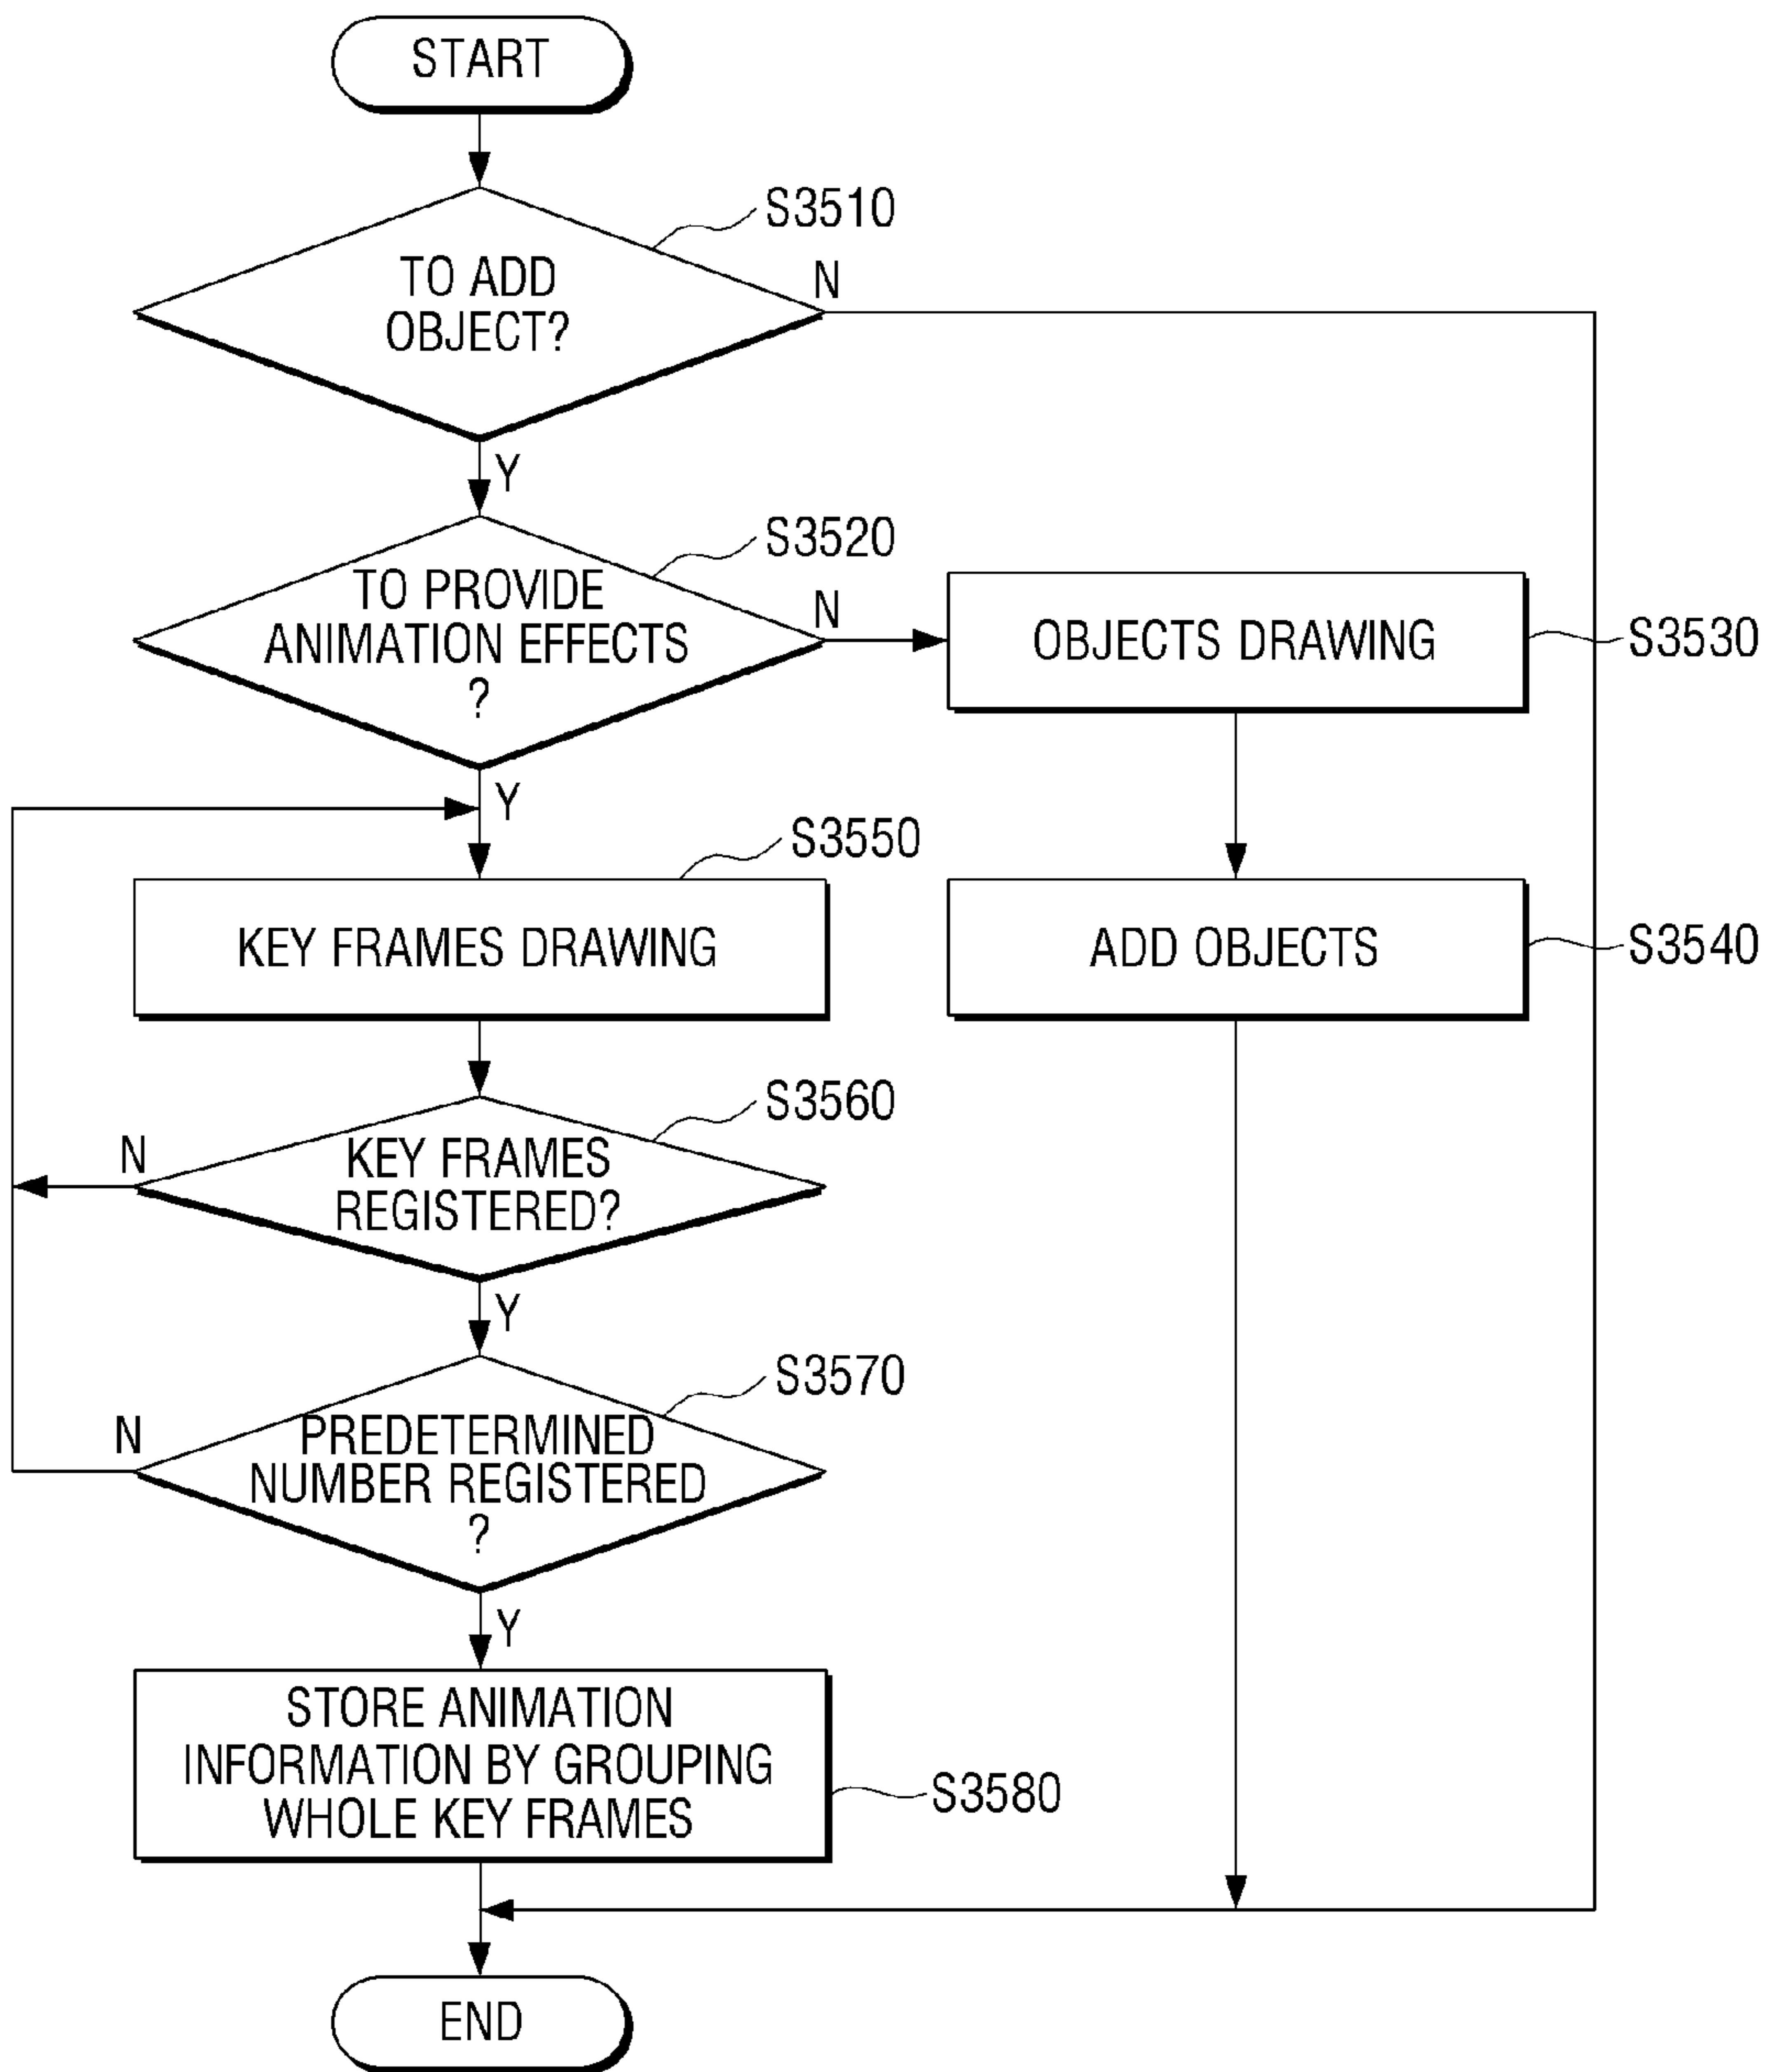 START
S3510
TO ADD
OBJECT?
N
Y
S3520
TO PROVIDE
ANIMATION EFFECTS
?
N
OBJECTS DRAWING
S3530
Y
S3550
KEY FRAMES DRAWING
ADD OBJECTS
S3540
S3560
KEY FRAMES
REGISTERED?
N
Y
S3570
PREDETERMINED
NUMBER REGISTERED
?
N
Y
STORE ANIMATION
INFORMATION BY GROUPING
WHOLE KEY FRAMES
S3580
END